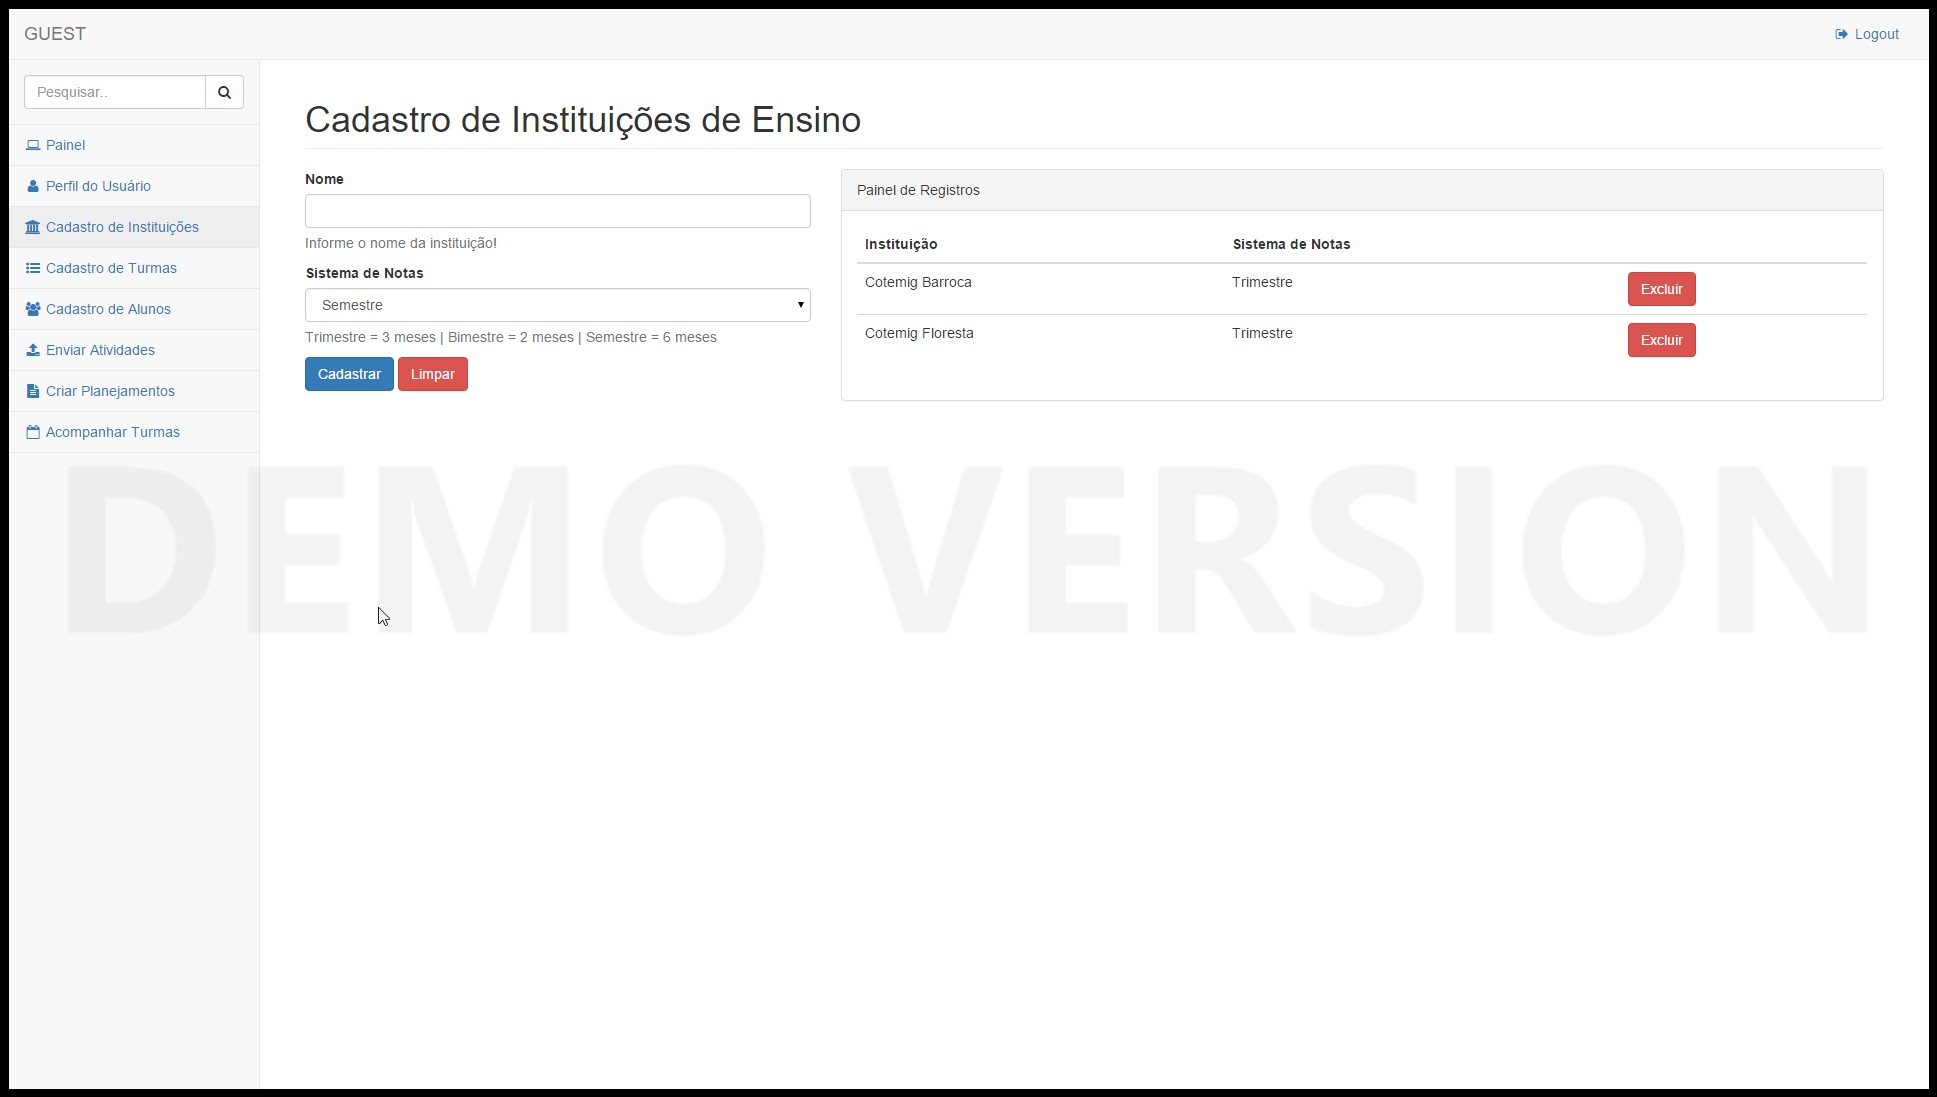 GUEST
Logout
Pesquisar..
Painel
Perfil do Usuário
Cadastro de Instituições
Cadastro de Turmas
Cadastro de Alunos
Enviar Atividades
Criar Planejamentos
Acompanhar Turmas
Cadastro de Instituições de Ensino
Nome
Informe o nome da instituição!
Sistema de Notas
Semestre
Trimestre = 3 meses | Bimestre = 2 meses | Semestre = 6 meses
Cadastrar Limpar
Painel de Registros
Instituição Sistema de Notas
Cotemig Barroca Trimestre Excluir
Cotemig Floresta Trimestre Excluir
DEMO VERSION